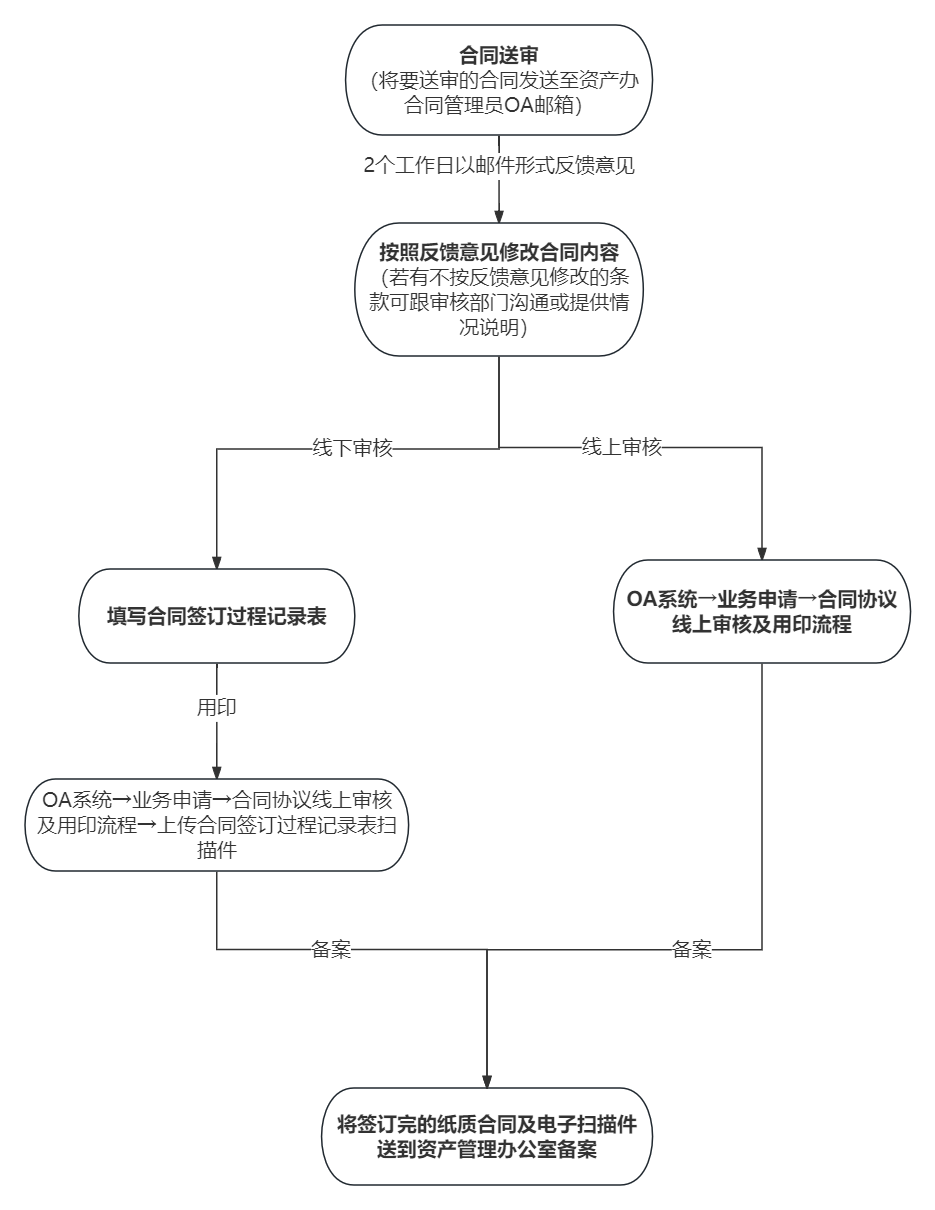 合同送审
（将要送审的合同发送至资产办
合同管理员OA邮箱）
2个工作日以邮件形式反馈意见
按照反馈意见修改合同内容
（若有不按反馈意见修改的条
款可跟审核部门沟通或提供情
况说明）
线下审核
线上审核
填写合同签订过程记录表
OA系统→业务申请→合同协议
线上审核及用印流程
用印
OA系统→业务申请→合同协议线上审核
及用印流程→上传合同签订过程记录表扫
描件
备案
备案
将签订完的纸质合同及电子扫描件
送到资产管理办公室备案